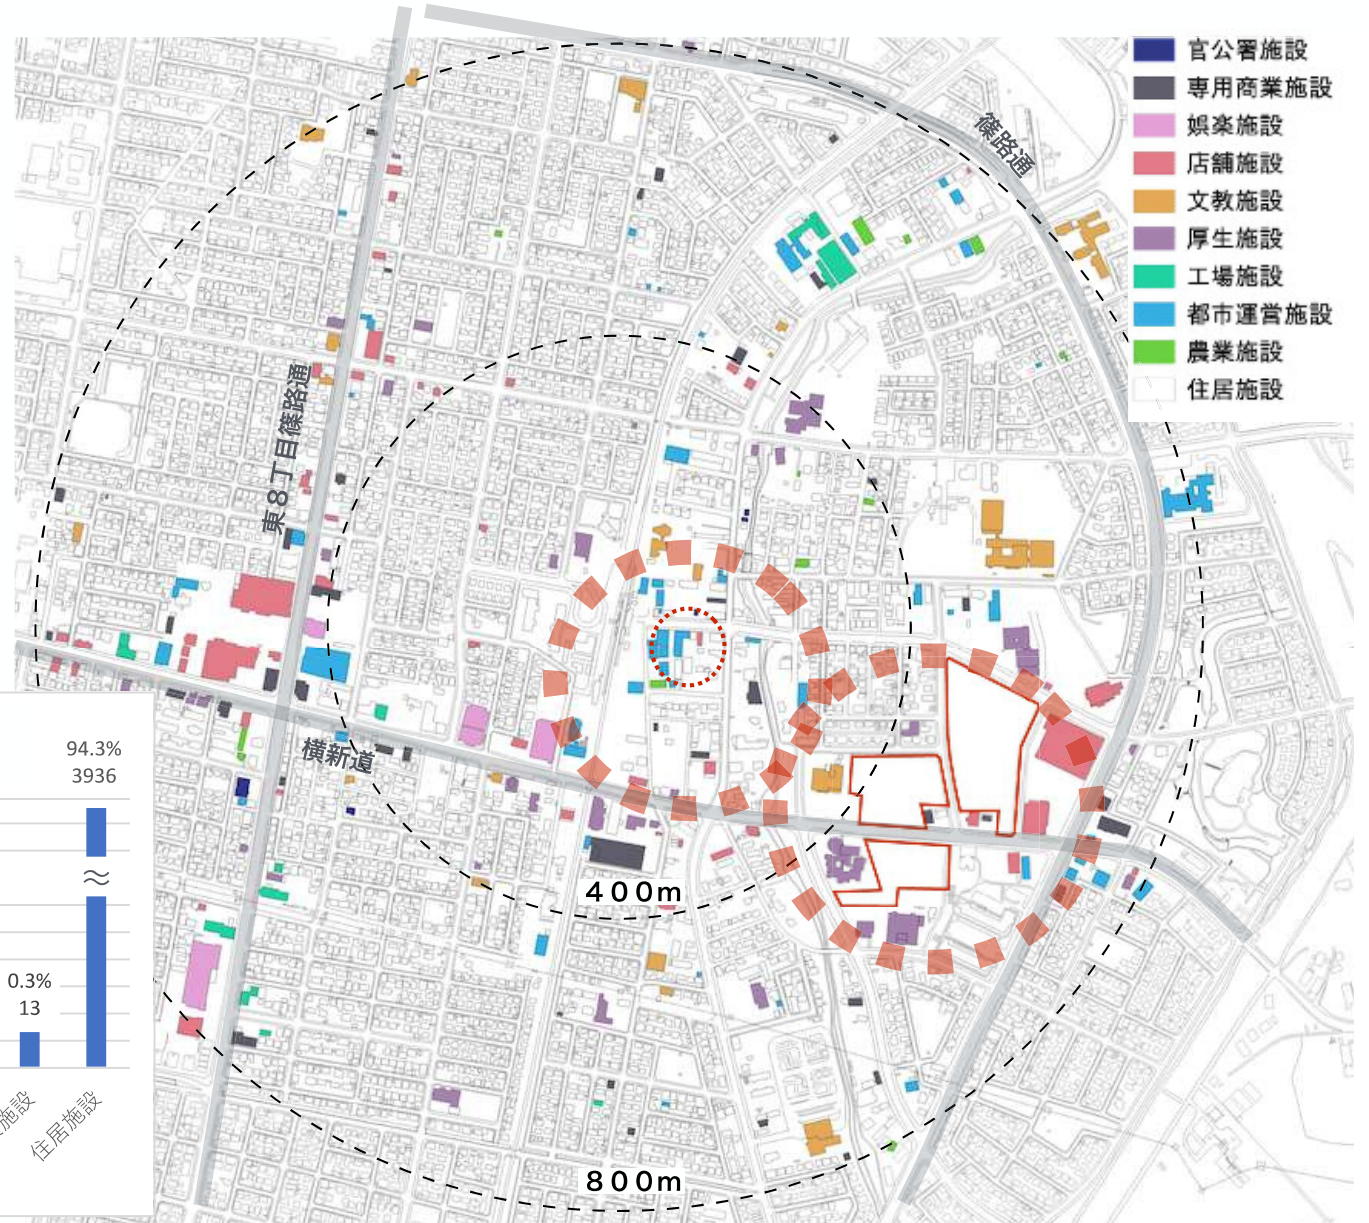 官公署施設
専用商業施設
娯楽施設
店舗施設
文教施設
厚生施設
工場施設
都市運営施設
農業施設
住居施設
篠路通
東8丁目篠路通
横新道
400m
800m
94.3%
3936
0.3%
13
施設
住居施設